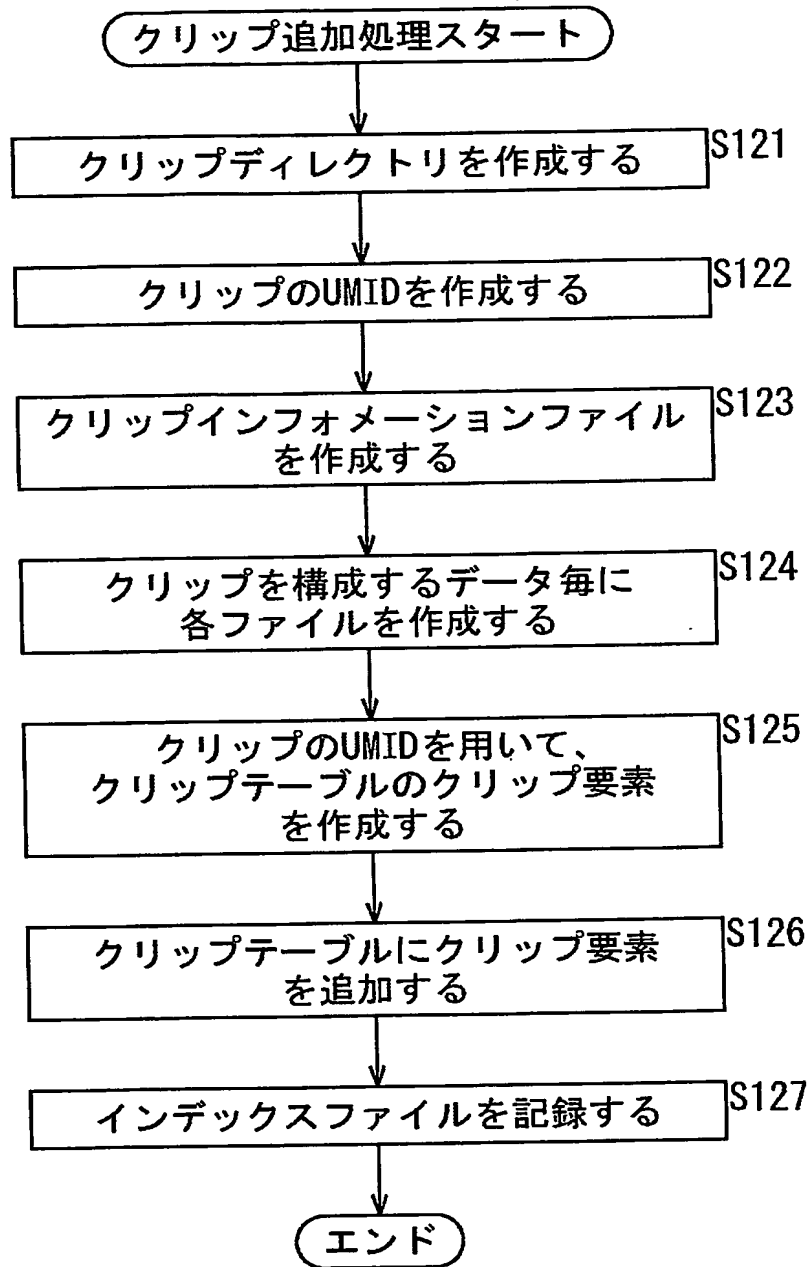 クリップ追加処理スタート
クリップディレクトリを作成する
S121
クリップのUMIDを作成する
S122
クリップインフォメーションファイル
を作成する
S123
クリップを構成するデータ毎に
各ファイルを作成する
S124
クリップのUMIDを用いて、
クリップテーブルのクリップ要素
を作成する
S125
クリップテーブルにクリップ要素
を追加する
S126
インデックスファイルを記録する
S127
エンド